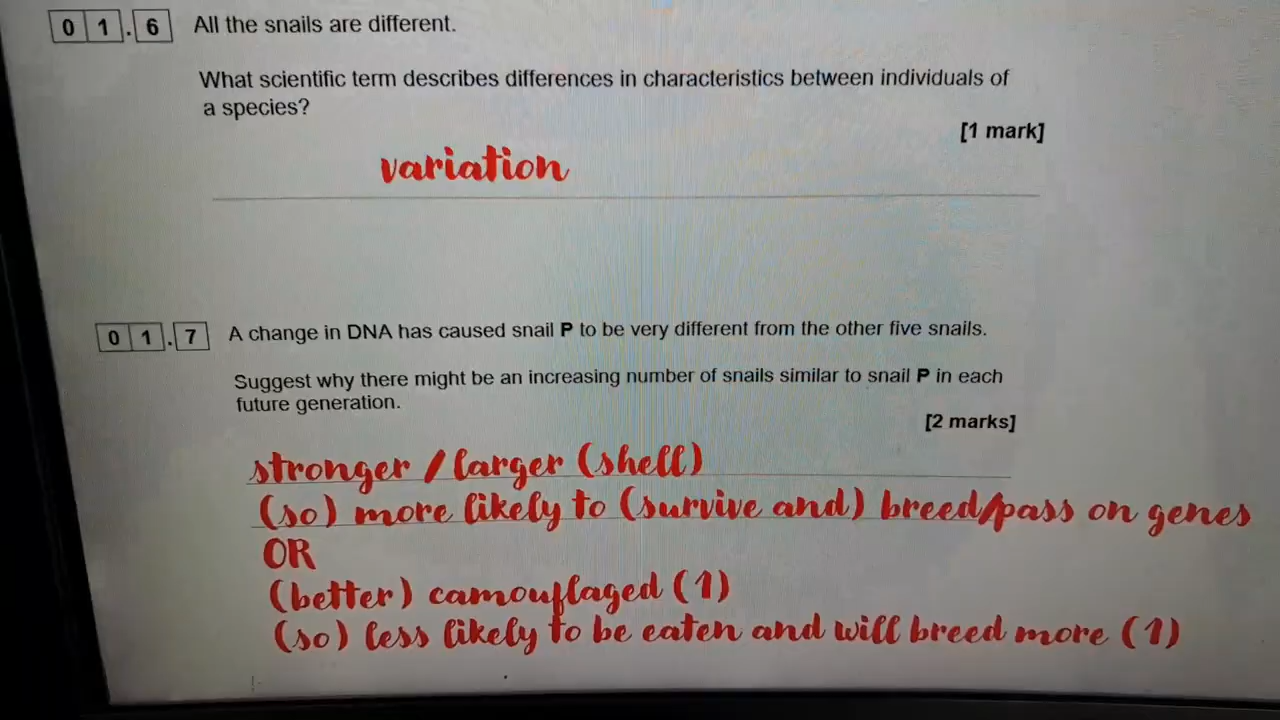 01.6 All the snails are different.
What scientific term describes differences in characteristics between individuals of
a species?
[1 mark]
variation
01.7 A change in DNA has caused snail P to be very different from the other five snails.
Suggest why there might be an increasing number of snails similar to snail P in each
future generation.
[2 marks]
stronger / larger (shell)
(so) more likely to (survive and) breed/pass on genes
OR
(better) camouflaged (1)
(so) less likely to be eaten and will breed more (1)